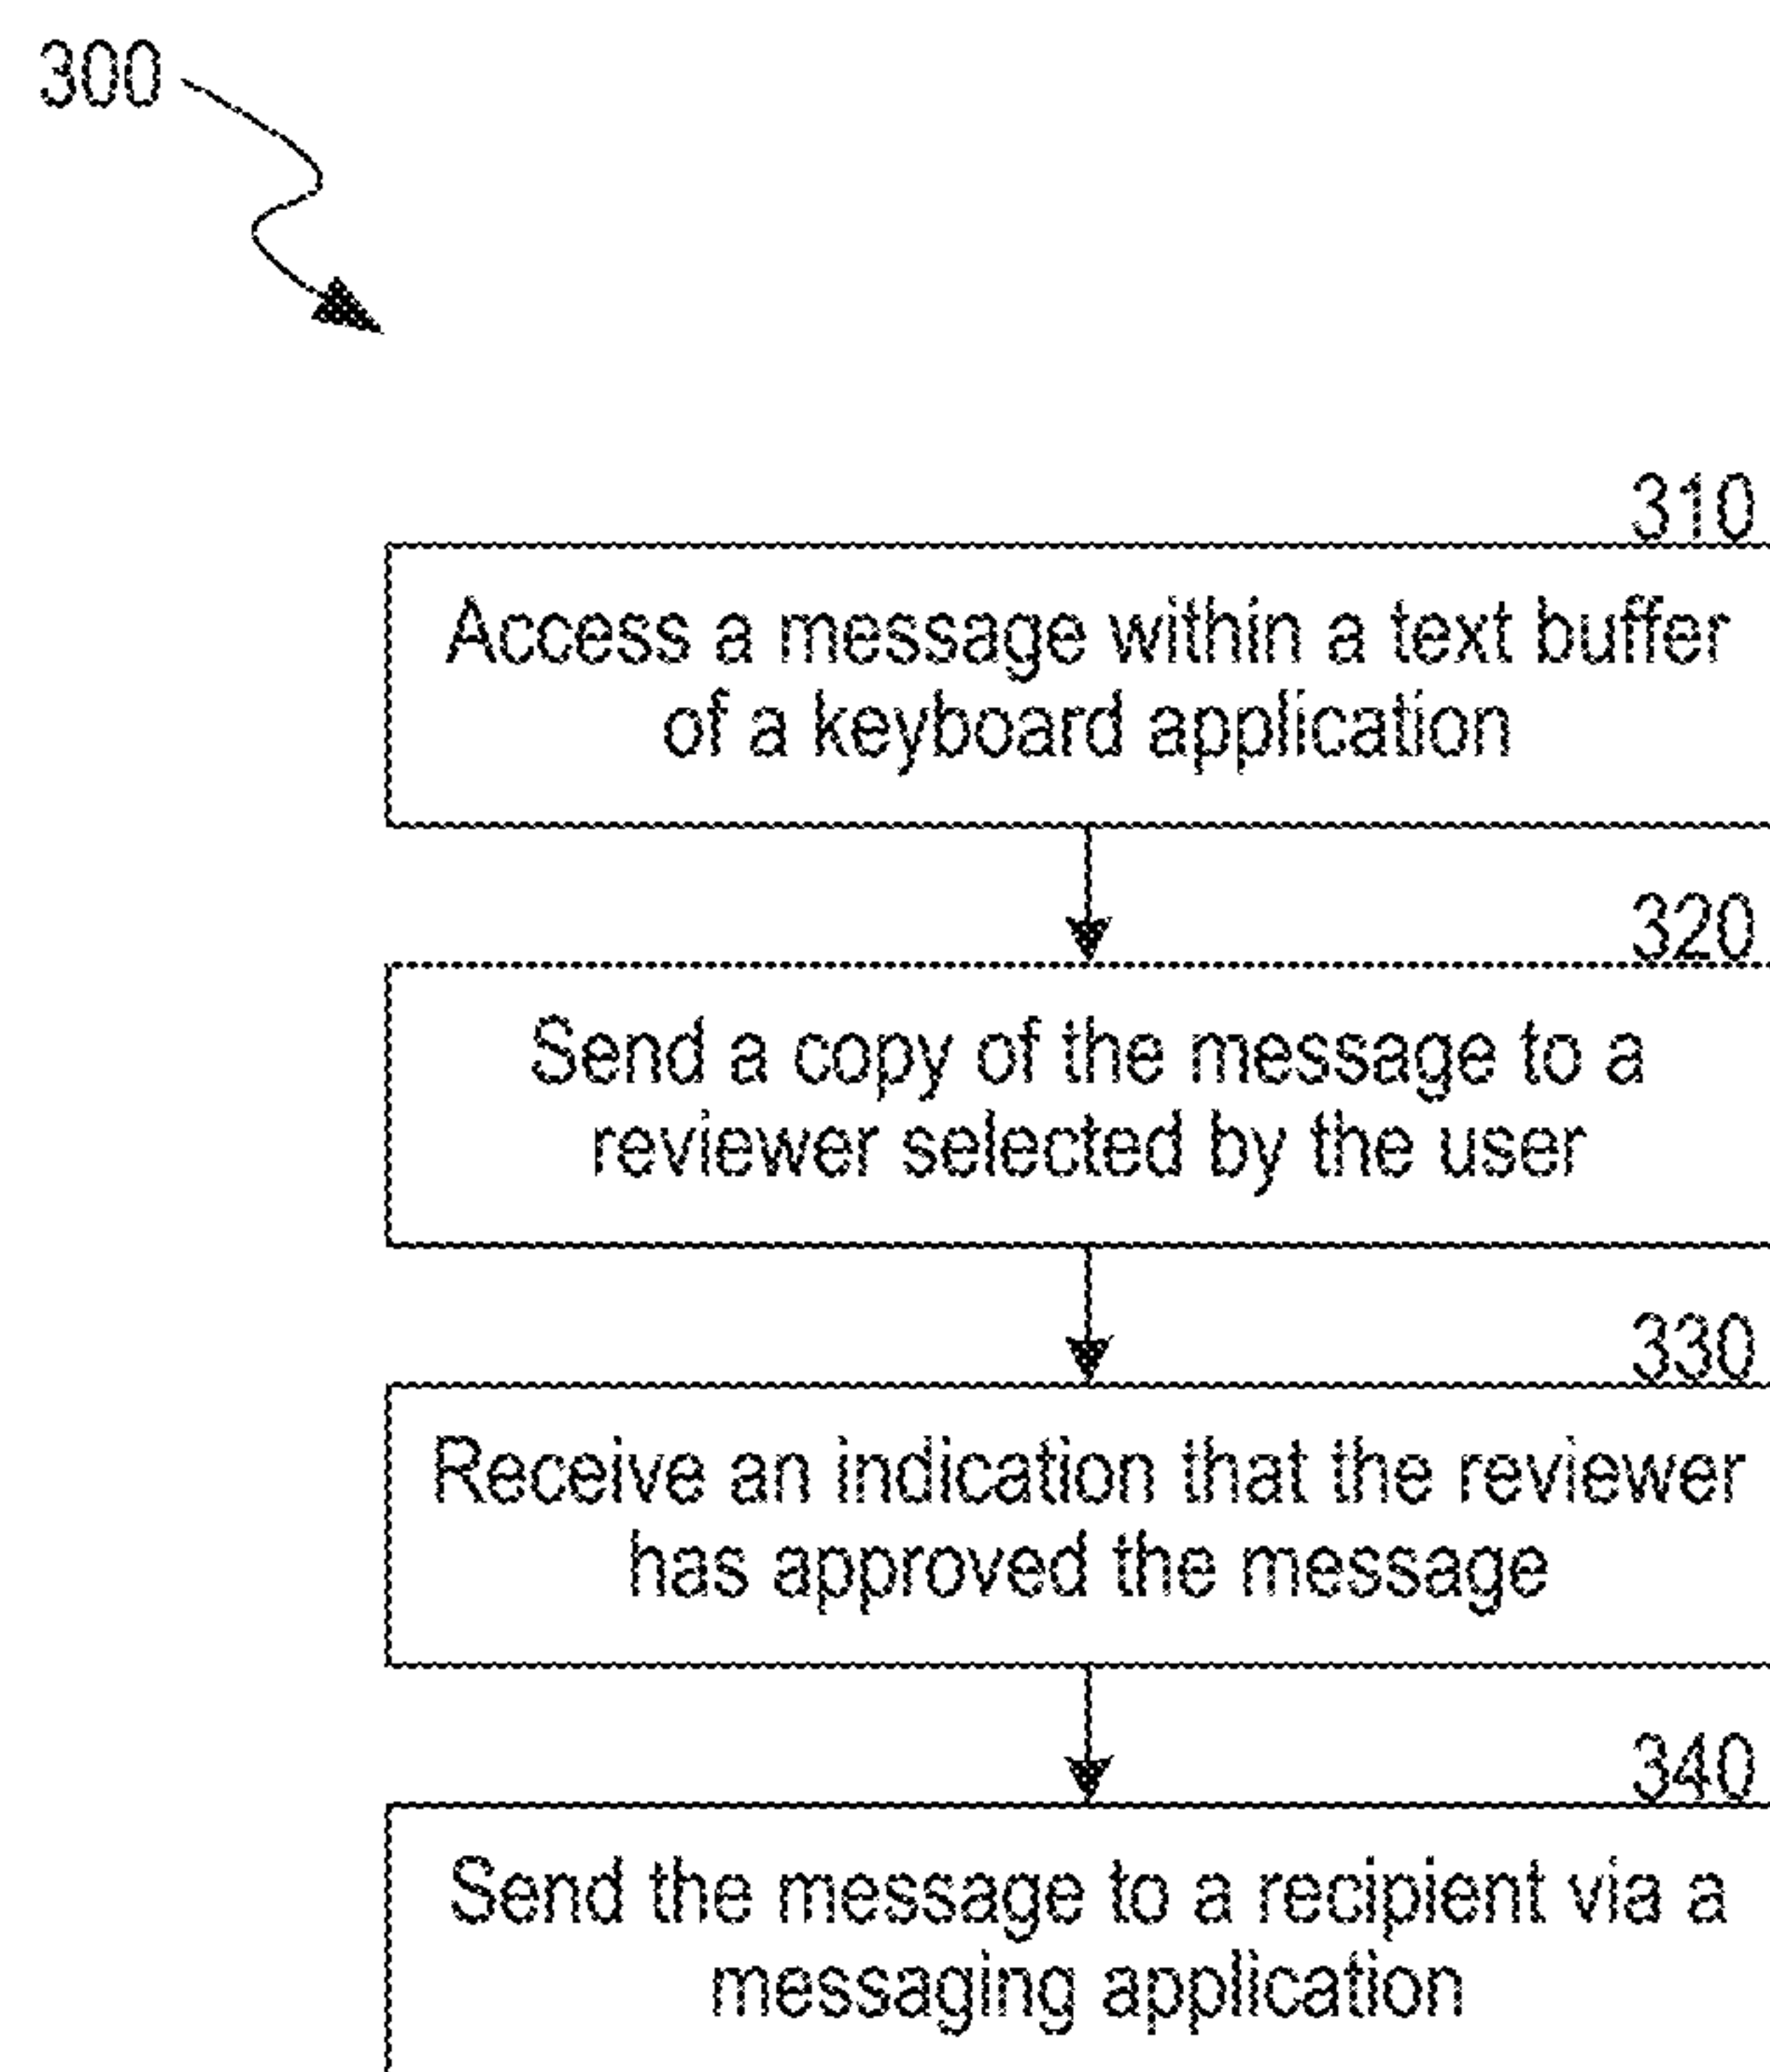 300
310
Access a message within a text buffer
of a keyboard application
320
Send a copy of the message to a
reviewer selected by the user
330
Receive an indication that the reviewer
has approved the message
340
Send the message to a recipient via a
messaging application